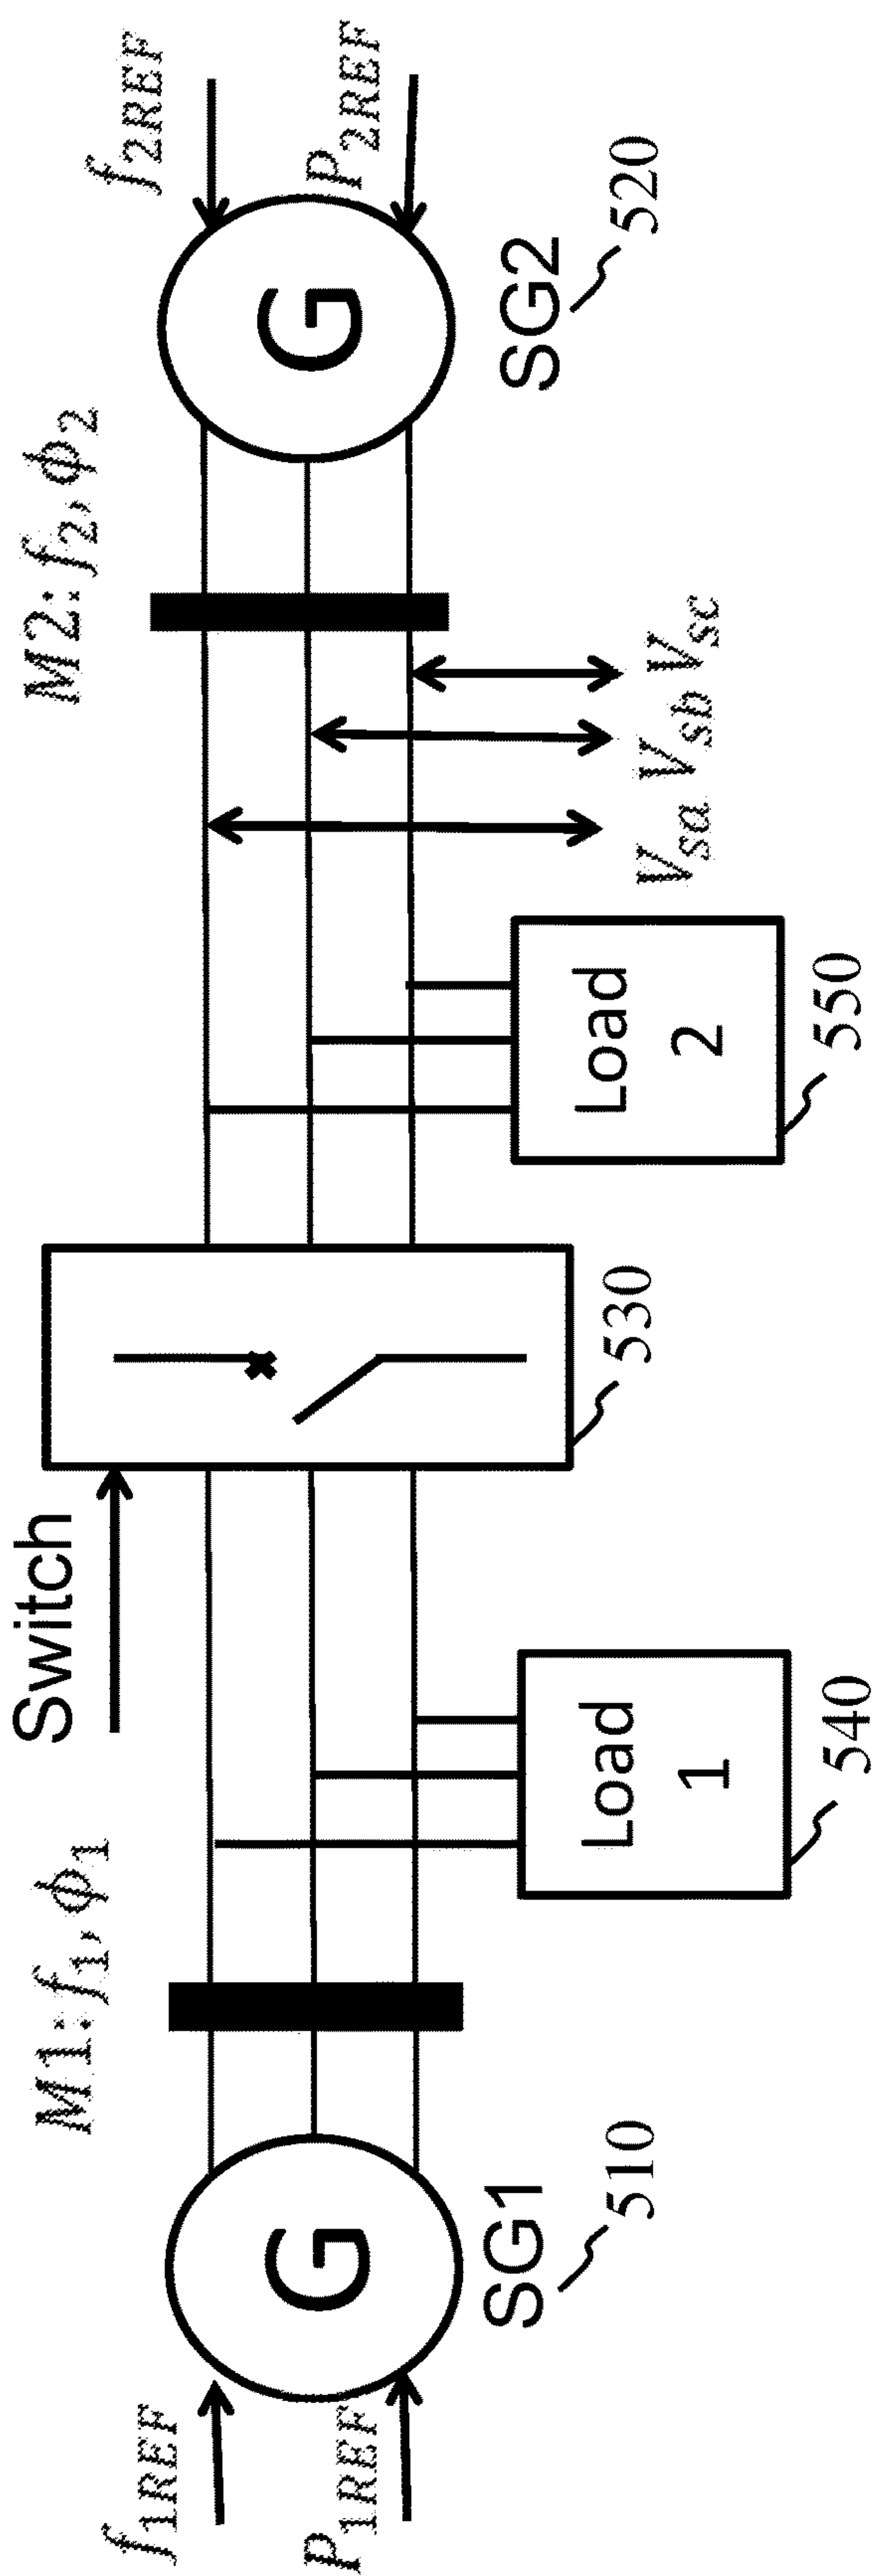 M1: f₁, ϕ₁
Switch
M2: f₂, ϕ₂
f₁REF
f₂REF
P₁REF
P₂REF
G
G
SG1
510
Load
1
540
530
Load
2
550
Vsa Vsb Vsc
SG2
520